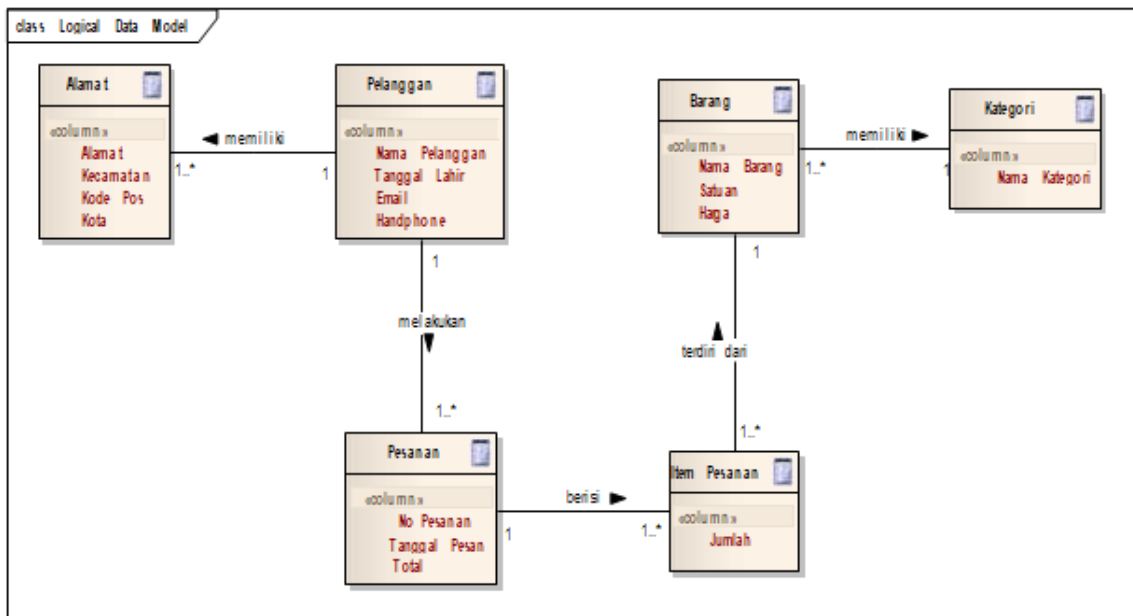 class Logical Data Model
Alamat
«column»
Alamat
Kecamatan
Kode Pos
Kota
1..*
memiliki
1
Pelanggan
«column»
Nama Pelanggan
Tanggal Lahir
Email
Handphone
1
melakukan
1..*
Pesanan
«column»
No Pesanan
Tanggal Pesan
Total
1
berisi
1..*
Item Pesanan
«column»
Jumlah
1..*
terdiri dari
1
Barang
«column»
Nama Barang
Satuan
Haga
1..*
memiliki
1
Kategori
«column»
Nama Kategori